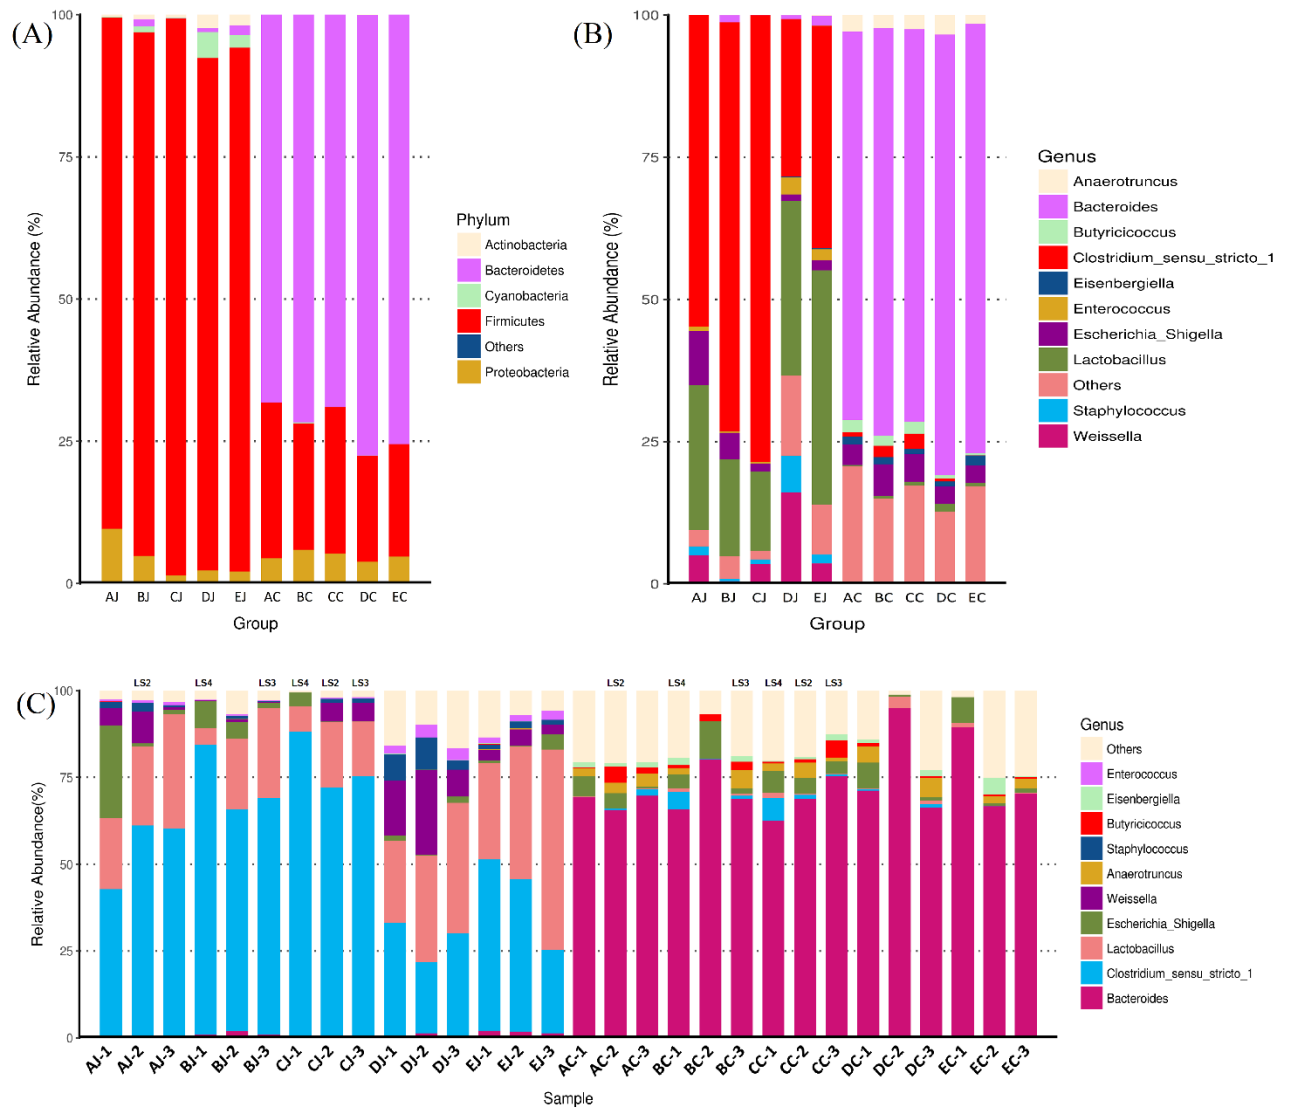 (A)
100
75
50
25
0
Relative Abundance (%)
AJ BJ CJ DJ EJ AC BC CC DC EC
Group
Phylum
Actinobacteria
Bacteroidetes
Cyanobacteria
Firmicutes
Others
Proteobacteria
(B)
100
75
50
25
0
Relative Abundance (%)
AJ BJ CJ DJ EJ AC BC CC DC EC
Group
Genus
Anaerotruncus
Bacteroides
Butyricicoccus
Clostridium_sensu_stricto_1
Eisenbergiella
Enterococcus
Escherichia_Shigella
Lactobacillus
Others
Staphylococcus
Weissella
(C)
LS2 LS4 LS3 LS4 LS2 LS3 LS2 LS4 LS3 LS4 LS2 LS3
100
75
50
25
0
Relative Abundance(%)
AJ-1 AJ-2 AJ-3 BJ-1 BJ-2 BJ-3 CJ-1 CJ-2 CJ-3 DJ-1 DJ-2 DJ-3 EJ-1 EJ-2 EJ-3 AC-1 AC-2 AC-3 BC-1 BC-2 BC-3 CC-1 CC-2 CC-3 DC-1 DC-2 DC-3 EC-1 EC-2 EC-3
Sample
Genus
Others
Enterococcus
Eisenbergiella
Butyricicoccus
Staphylococcus
Anaerotruncus
Weissella
Escherichia_Shigella
Lactobacillus
Clostridium_sensu_stricto_1
Bacteroides